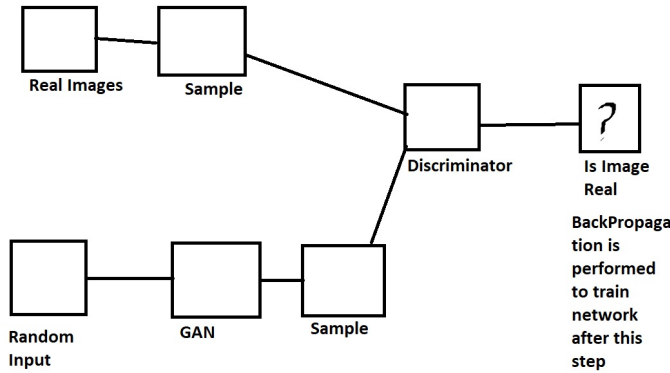 Real Images
Sample
Discriminator
?
Is Image
Real
BackPropaga
tion is
performed
to train
network
after this
step
Random
Input
GAN
Sample